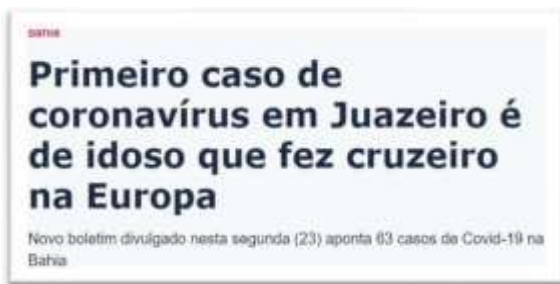 BAHIA
Primeiro caso de
coronavírus em Juazeiro é
de idoso que fez cruzeiro
na Europa
Novo boletim divulgado nesta segunda (23) aponta 63 casos de Covid-19 na
Bahia